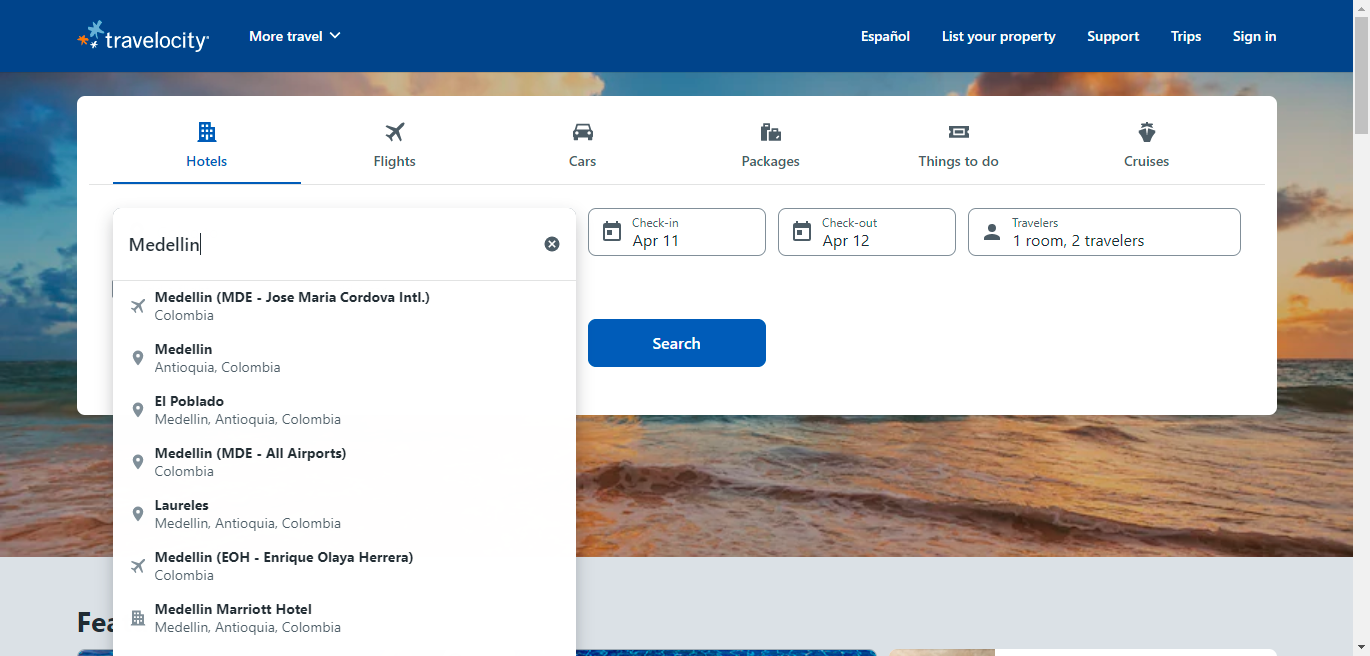 travelocity
More travel
Español
List your property
Support
Trips
Sign in
Hotels
Flights
Cars
Packages
Things to do
Cruises
Medellin
Check-in
Apr 11
Check-out
Apr 12
Travelers
1 room, 2 travelers
Search
Medellin (MDE - Jose Maria Cordova Intl.)
Colombia
Medellin
Antioquia, Colombia
El Poblado
Medellin, Antioquia, Colombia
Medellin (MDE - All Airports)
Colombia
Laureles
Medellin, Antioquia, Colombia
Medellin (EOH - Enrique Olaya Herrera)
Colombia
Medellin Marriott Hotel
Medellin, Antioquia, Colombia